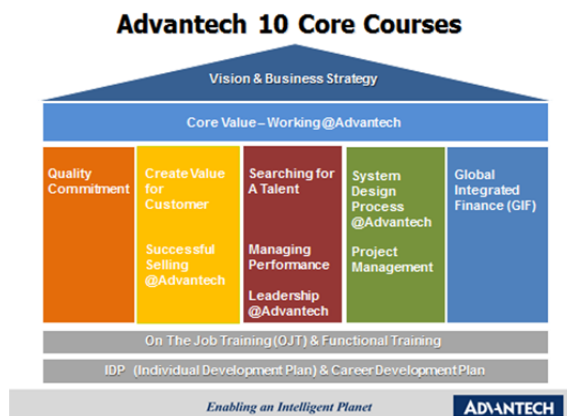 Advantech 10 Core Courses
Vision & Business Strategy
Core Value – Working @Advantech
Quality
Commitment
Create Value
for
Customer
Successful
Selling
@Advantech
Searching for
A Talent
Managing
Performance
Leadership
@Advantech
System
Design
Process
@Advantech
Project
Management
Global
Integrated
Finance (GIF)
On The Job Training (OJT) & Functional Training
IDP (Individual Development Plan) & Career Development Plan
Enabling an Intelligent Planet
ADVANTECH